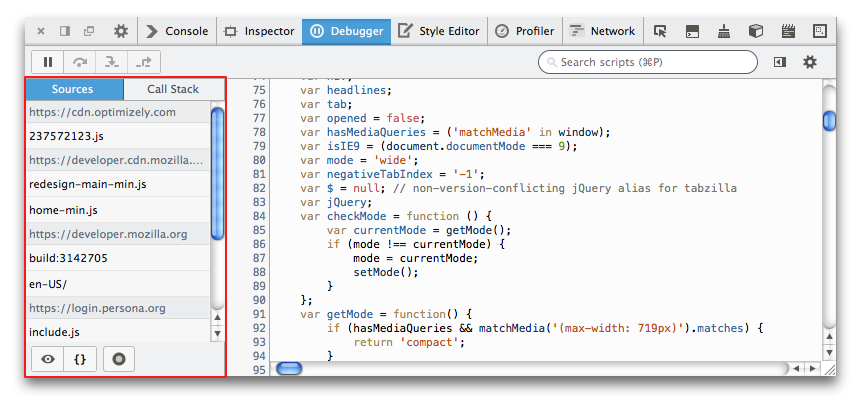 Console Inspector Debugger Style Editor Profiler Network
Search scripts (⌘P)
Sources Call Stack
https://cdn.optimizely.com
237572123.js
https://developer.cdn.mozilla....
redesign-main-min.js
home-min.js
https://developer.mozilla.org
build:3142705
en-US/
https://login.persona.org
include.js
{}
75 var headlines;
76 var tab;
77 var opened = false;
78 var hasMediaQueries = ('matchMedia' in window);
79 var isIE9 = (document.documentMode === 9);
80 var mode = 'wide';
81 var negativeTabIndex = '-1';
82 var $ = null; // non-version-conflicting jQuery alias for tabzilla
83 var jQuery;
84 var checkMode = function () {
85 var currentMode = getMode();
86 if (mode !== currentMode) {
87 mode = currentMode;
88 setMode();
89 }
90 };
91 var getMode = function() {
92 if (hasMediaQueries && matchMedia('(max-width: 719px)').matches) {
93 return 'compact';
94 }
95